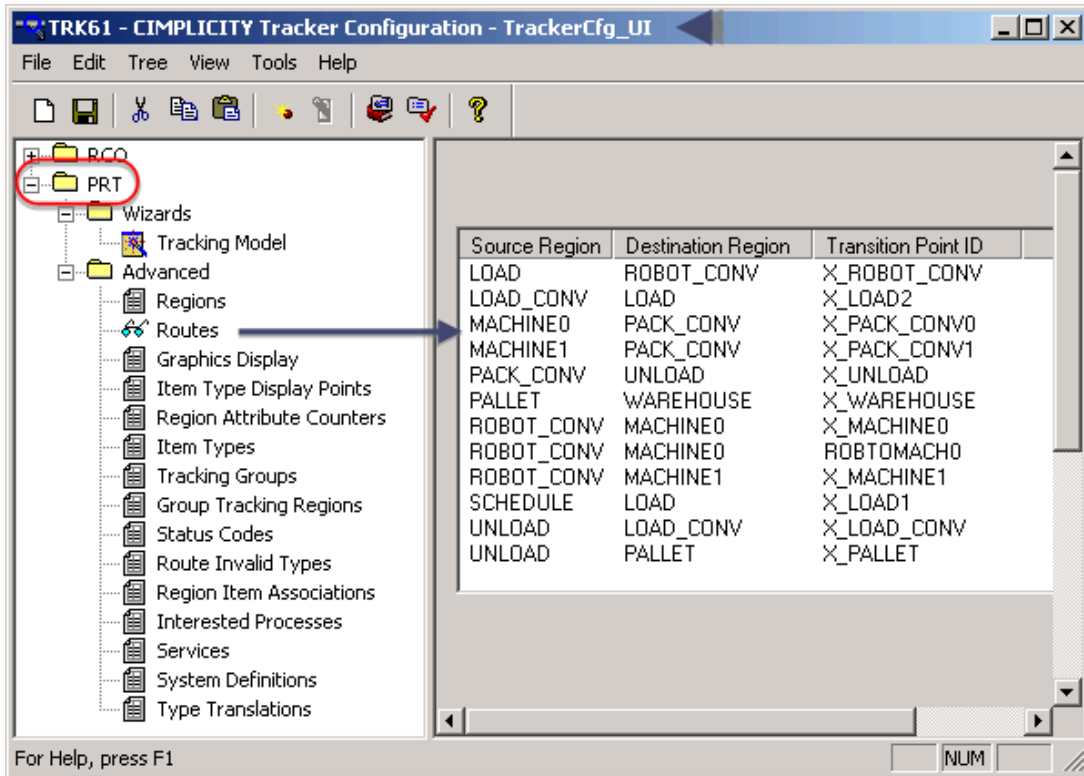 TRK61 - CIMPLICITY Tracker Configuration - TrackerCfg_UI
File Edit Tree View Tools Help
RCO
PRT
Wizards
Tracking Model
Advanced
Regions
Routes
Graphics Display
Item Type Display Points
Region Attribute Counters
Item Types
Tracking Groups
Group Tracking Regions
Status Codes
Route Invalid Types
Region Item Associations
Interested Processes
Services
System Definitions
Type Translations
Source Region Destination Region Transition Point ID
LOAD ROBOT_CONV X_ROBOT_CONV
LOAD_CONV LOAD X_LOAD2
MACHINE0 PACK_CONV X_PACK_CONV0
MACHINE1 PACK_CONV X_PACK_CONV1
PACK_CONV UNLOAD X_UNLOAD
PALLET WAREHOUSE X_WAREHOUSE
ROBOT_CONV MACHINE0 X_MACHINE0
ROBOT_CONV MACHINE0 ROBTOMACH0
ROBOT_CONV MACHINE1 X_MACHINE1
SCHEDULE LOAD X_LOAD1
UNLOAD LOAD_CONV X_LOAD_CONV
UNLOAD PALLET X_PALLET
For Help, press F1 NUM